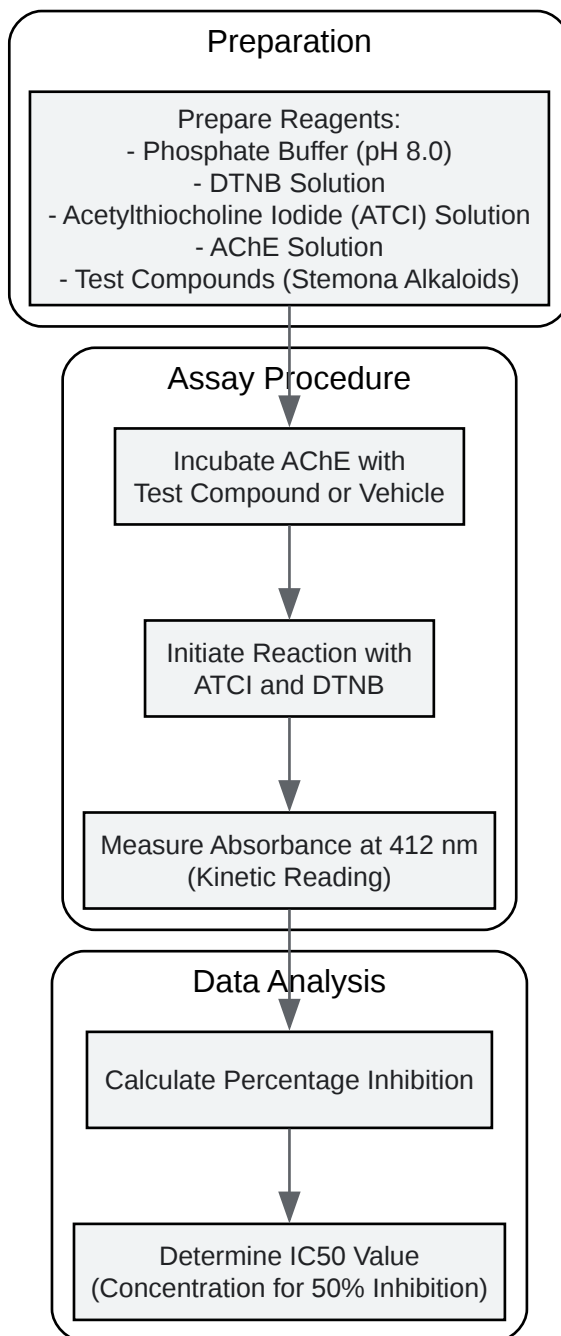 Preparation
Prepare Reagents:
- Phosphate Buffer (pH 8.0)
- DTNB Solution
- Acetylthiocholine Iodide (ATCI) Solution
- AChE Solution
- Test Compounds (Stemona Alkaloids)
Assay Procedure
Incubate AChE with
Test Compound or Vehicle
Initiate Reaction with
ATCI and DTNB
Measure Absorbance at 412 nm
(Kinetic Reading)
Data Analysis
Calculate Percentage Inhibition
Determine IC50 Value
(Concentration for 50% Inhibition)